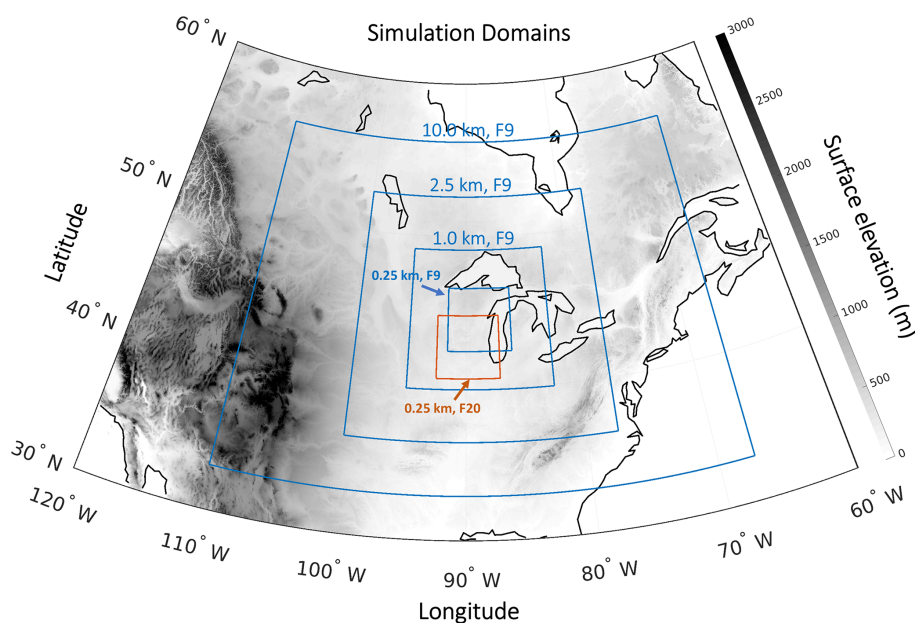 Simulation Domains
60° N
50° N
40° N
30° N
Latitude
10.0 km, F9
2.5 km, F9
1.0 km, F9
0.25 km, F9
0.25 km, F20
120° W
110° W
100° W
90° W
80° W
70° W
60° W
Longitude
3000
2500
2000
1500
1000
500
0
Surface elevation (m)